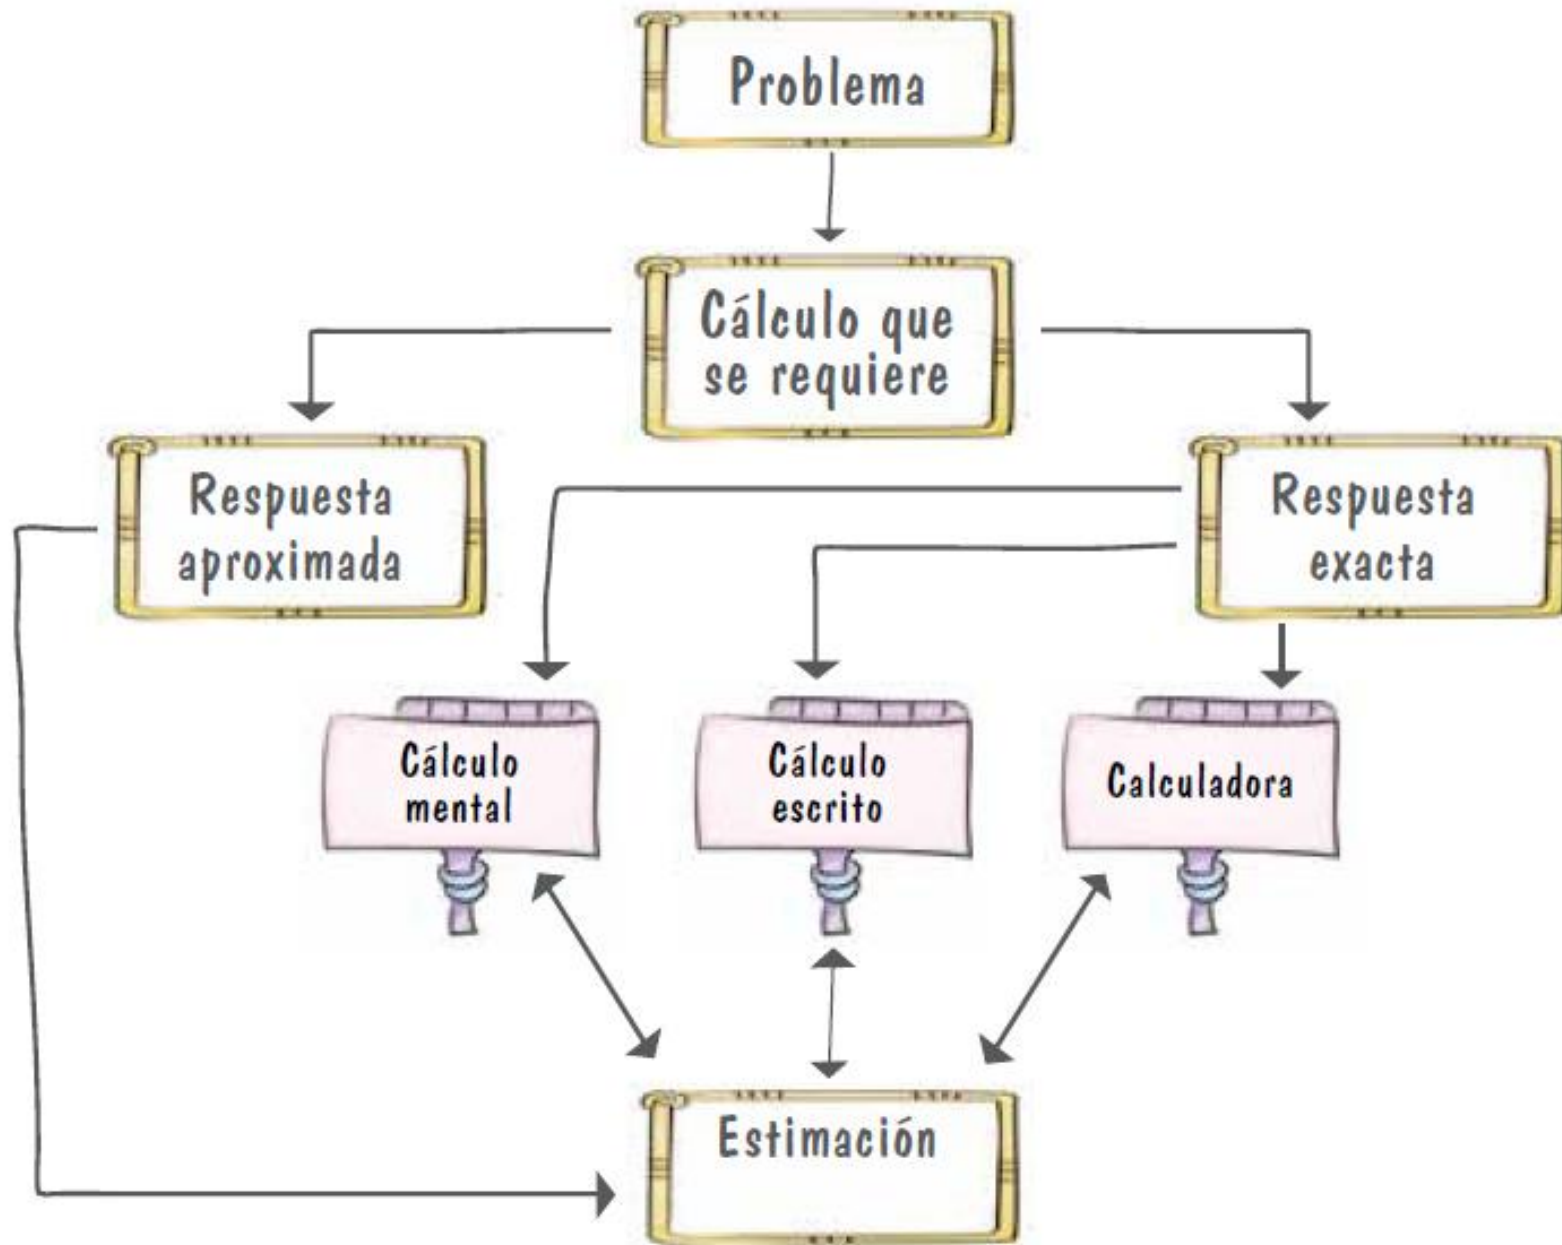 Problema
Cálculo que
se requiere
Respuesta
aproximada
Respuesta
exacta
Cálculo
mental
Cálculo
escrito
Calculadora
Estimación